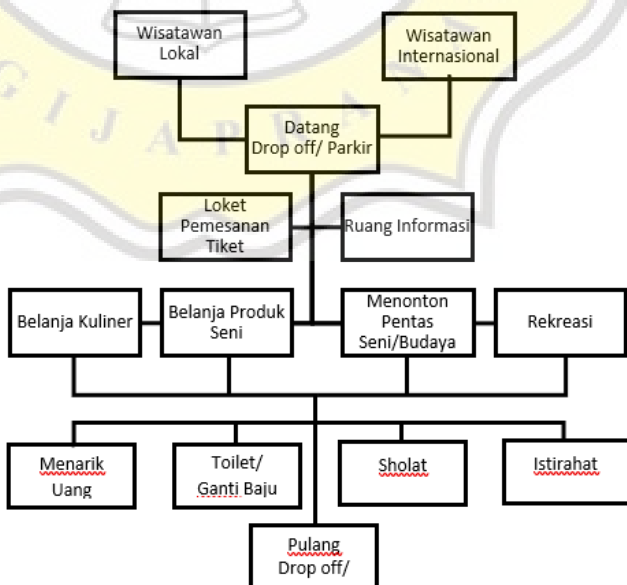 Wisatawan
Lokal
Wisatawan
Internasional
GIJAPRANA
Datang
Drop off/ Parkir
Loket
Pemesanan
Tiket
Ruang Informasi
Belanja Kuliner
Belanja Produk
Seni
Menonton
Pentas
Seni/Budaya
Rekreasi
Menarik
Uang
Toilet/
Ganti Baju
Sholat
Istirahat
Pulang
Drop off/